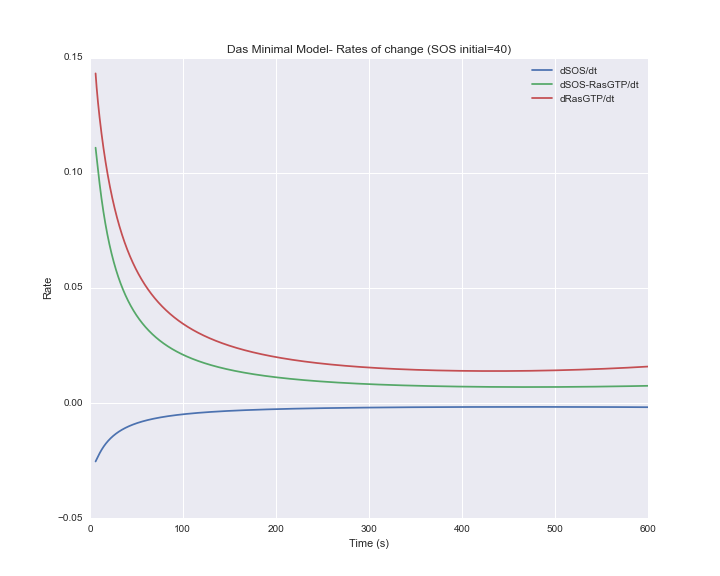 Das Minimal Model- Rates of change (SOS initial=40)
dSOS/dt
dSOS-RasGTP/dt
dRasGTP/dt
0.15
0.10
0.05
0.00
−0.05
Rate
0 100 200 300 400 500 600
Time (s)